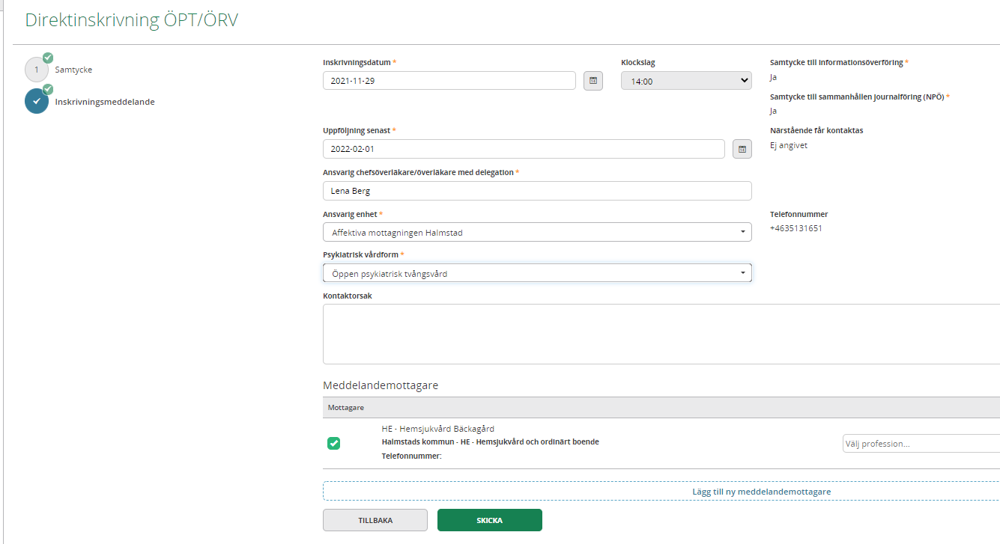 Direktinskrivning ÖPT/ÖRV
1 Samtycke
Inskrivningsmeddelande
Inskrivningsdatum *
2021-11-29
Klockslag
14:00
Samtycke till informationsöverföring *
Ja
Samtycke till sammanhållen journalföring (NPÖ) *
Ja
Uppföljning senast *
2022-02-01
Närstående får kontaktas
Ej angivet
Ansvarig chefsöverläkare/överläkare med delegation *
Lena Berg
Ansvarig enhet *
Affektiva mottagningen Halmstad
Telefonnummer
+4635131651
Psykiatrisk vårdform *
Öppen psykiatrisk tvångsvård
Kontaktorsak
Meddelandemottagare
Mottagare
HE - Hemsjukvård Bäckagård
Halmstads kommun - HE - Hemsjukvård och ordinärt boende
Telefonnummer:
Välj profession...
Lägg till ny meddelandemottagare
TILLBAKA
SKICKA